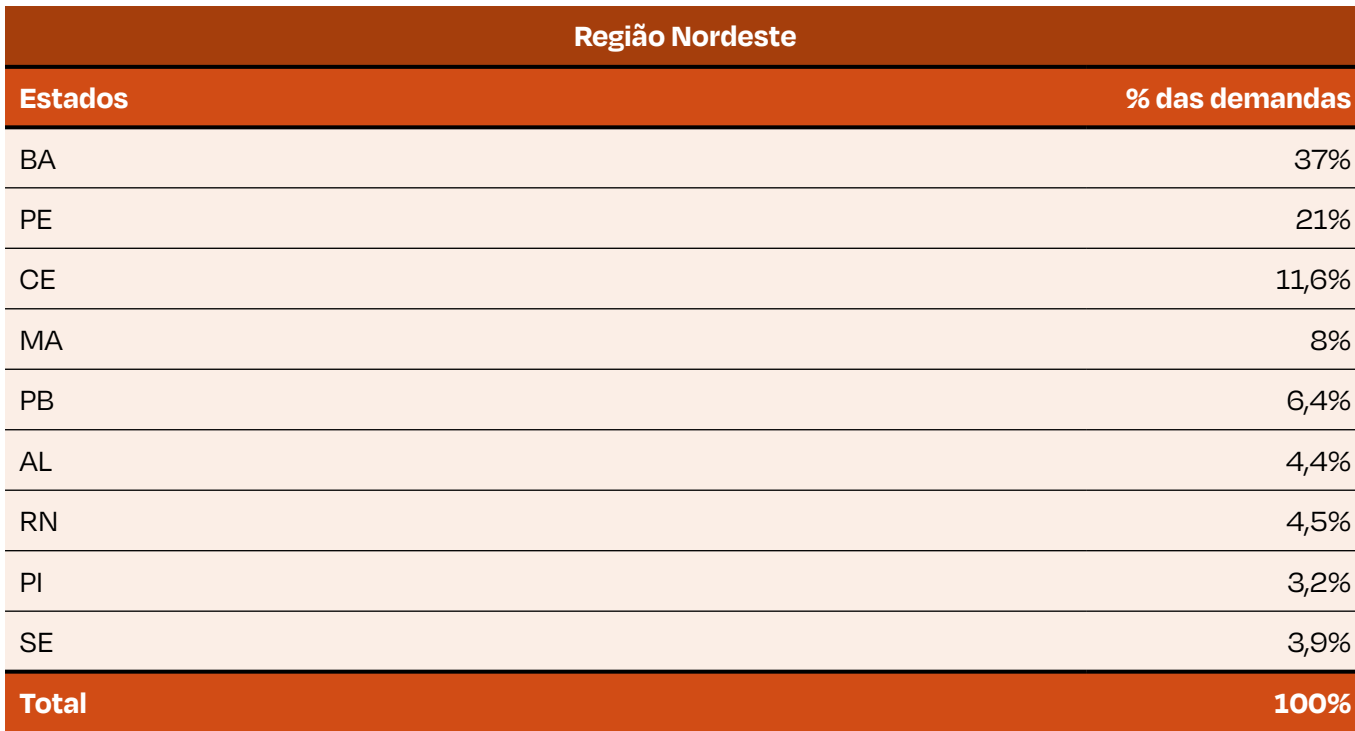 Região Nordeste
Estados % das demandas
BA 37%
PE 21%
CE 11,6%
MA 8%
PB 6,4%
AL 4,4%
RN 4,5%
PI 3,2%
SE 3,9%
Total 100%